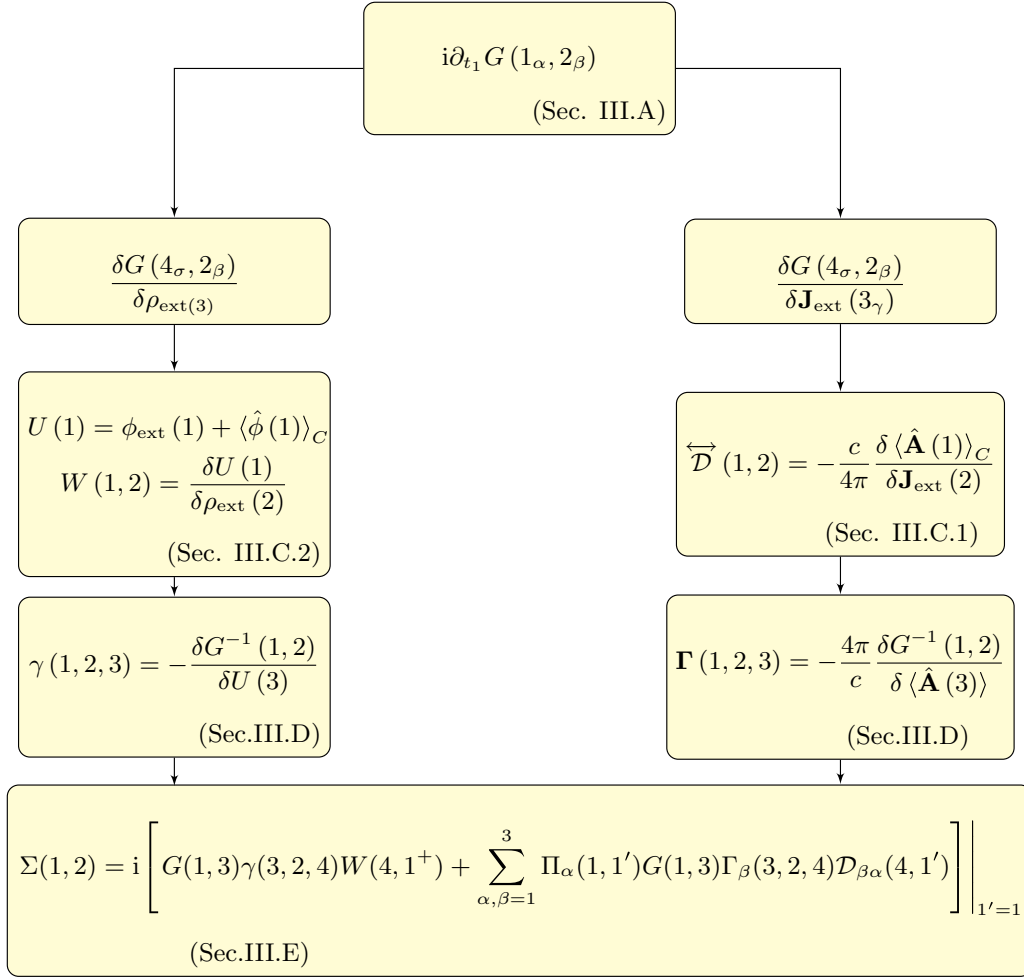 i∂_{t_1} G (1_α, 2_β)
(Sec. III.A)
δG (4_σ, 2_β) / δρ_{ext(3)}
δG (4_σ, 2_β) / δ𝐉_{ext} (3_γ)
U (1) = ϕ_{ext} (1) + ⟨ϕ̂ (1)⟩_C
W (1, 2) = δU (1) / δρ_{ext} (2)
(Sec. III.C.2)
𝒟⃡ (1, 2) = − c / 4π δ ⟨𝐀̂ (1)⟩_C / δ𝐉_{ext} (2)
(Sec. III.C.1)
γ (1, 2, 3) = − δG^{−1} (1, 2) / δU (3)
(Sec.III.D)
𝚪 (1, 2, 3) = − 4π / c δG^{−1} (1, 2) / δ ⟨𝐀̂ (3)⟩
(Sec.III.D)
Σ(1, 2) = i [ G(1, 3)γ(3, 2, 4)W(4, 1^+) + ∑_{α,β=1}^{3} Π_α(1, 1′)G(1, 3)Γ_β(3, 2, 4)𝒟_{βα}(4, 1′) ] |_{1′=1}
(Sec.III.E)